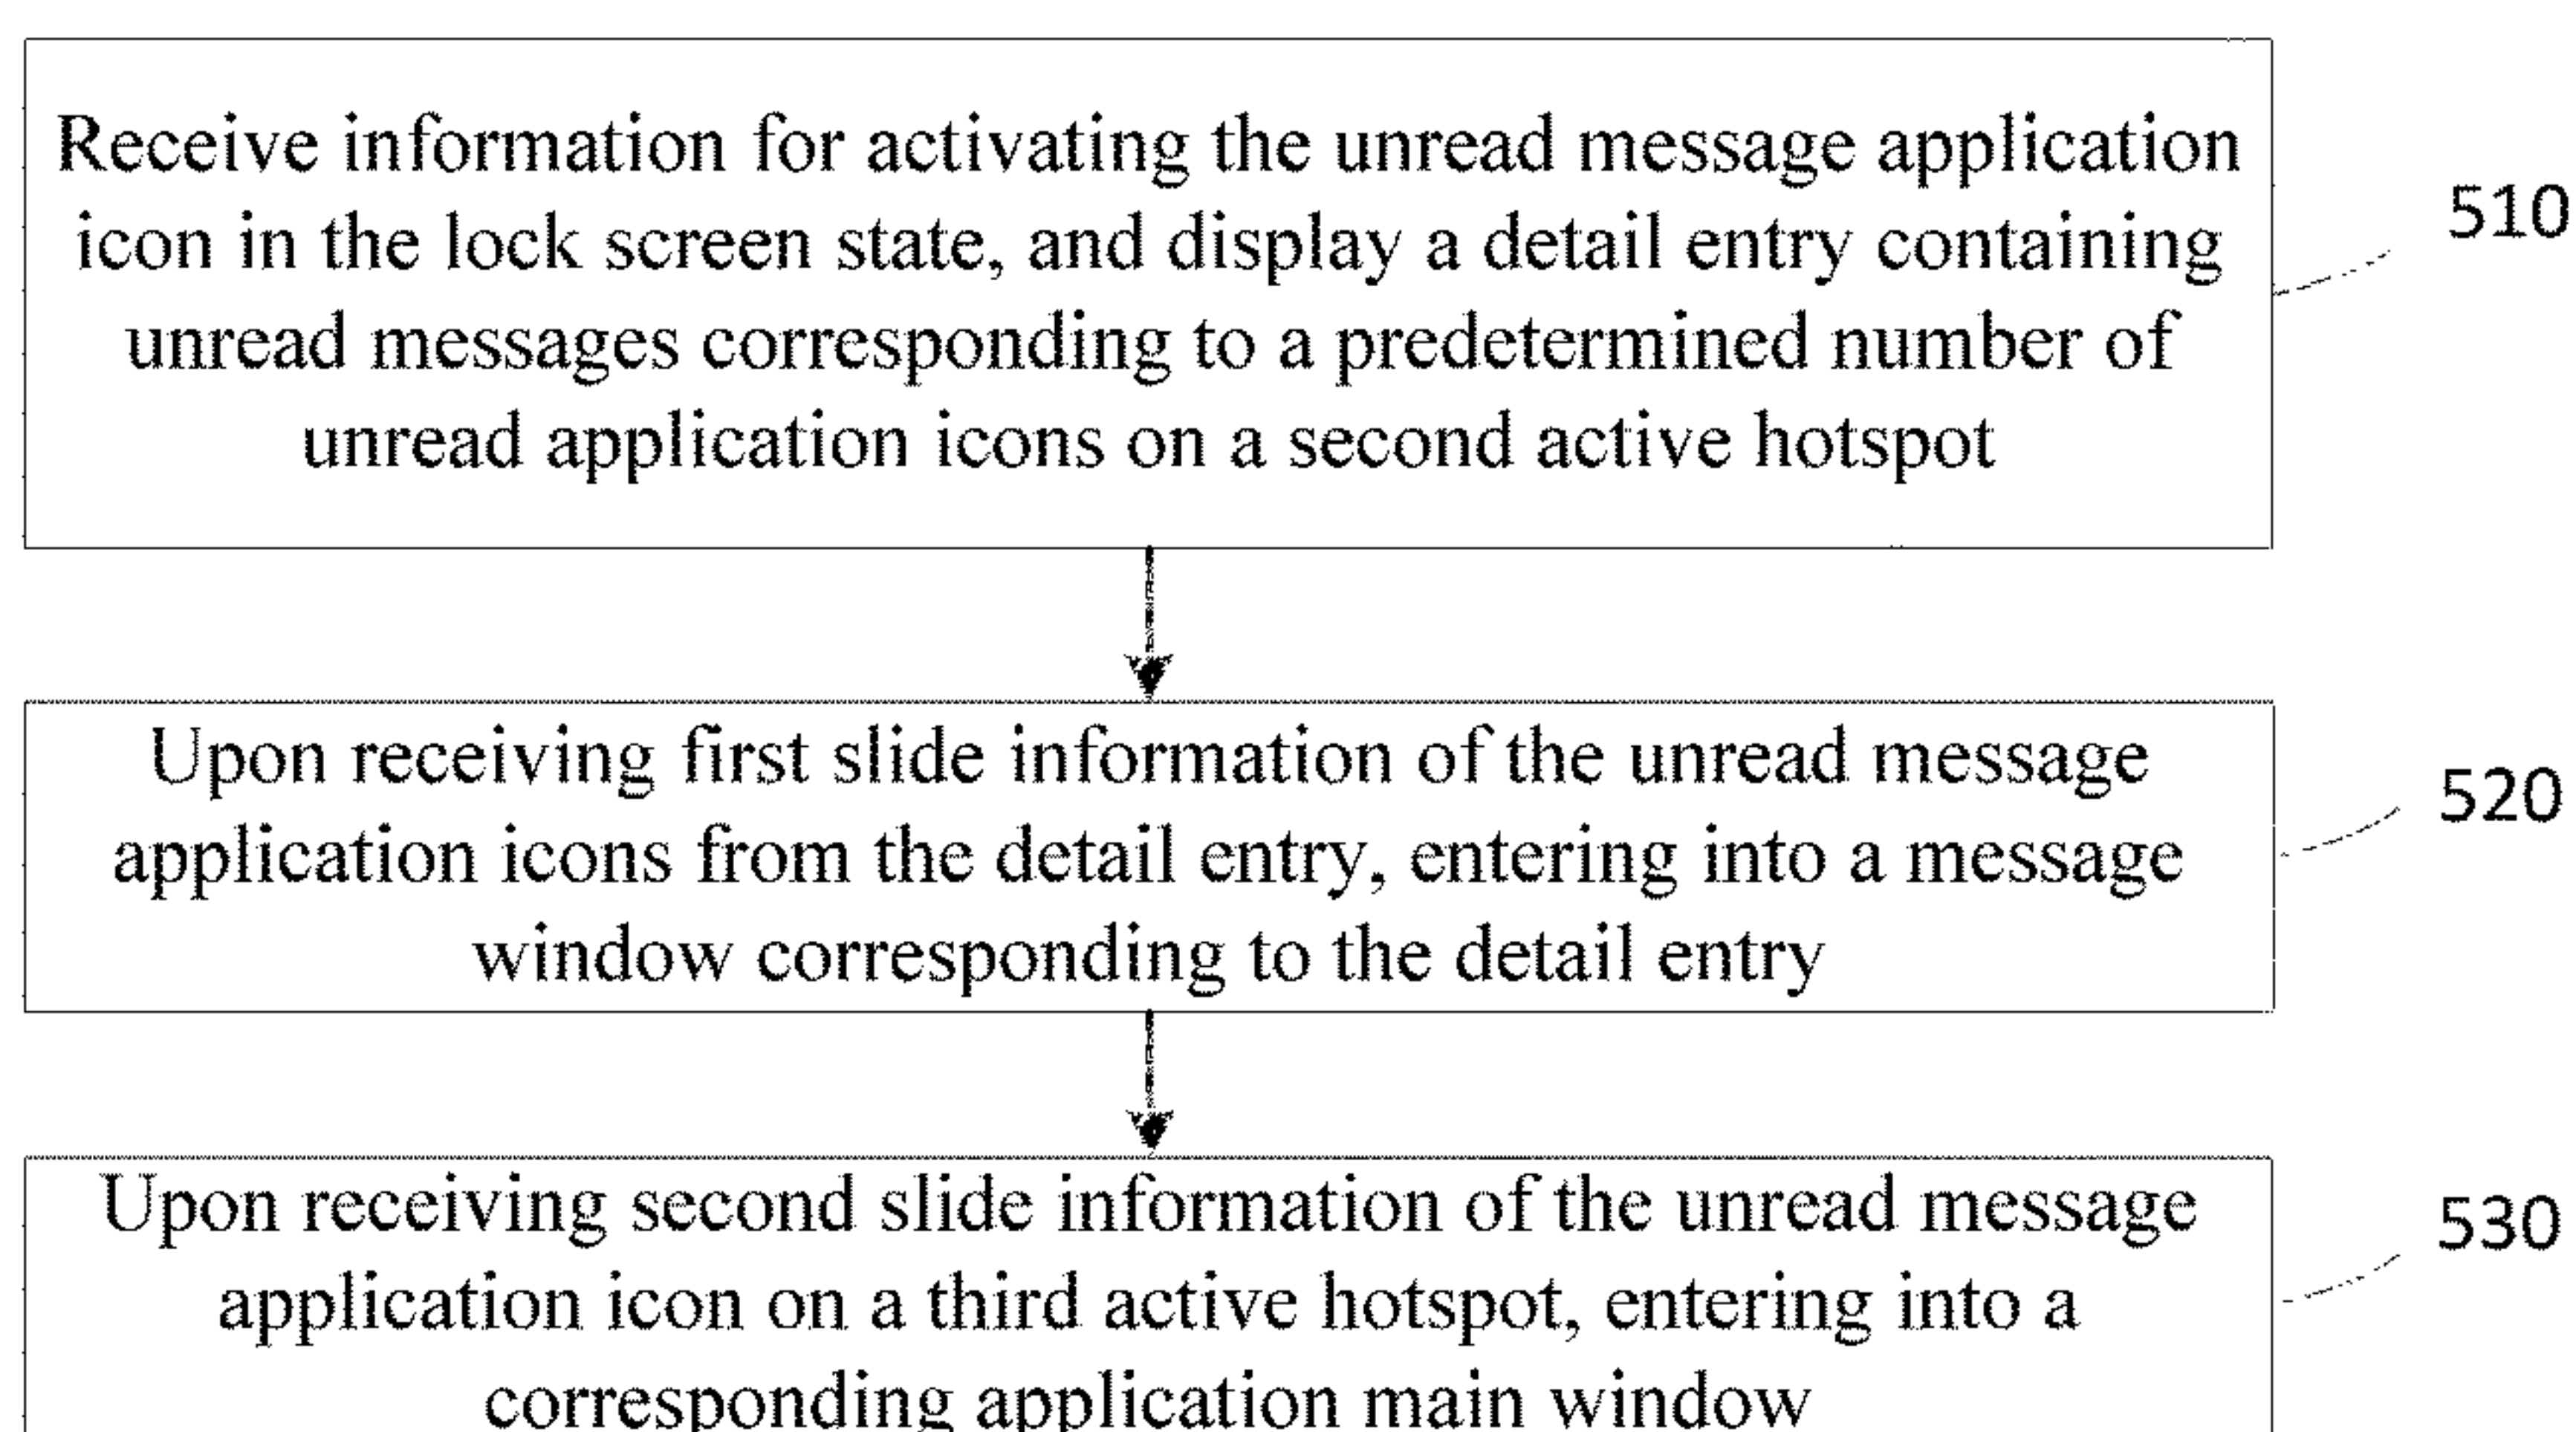 Receive information for activating the unread message application
icon in the lock screen state, and display a detail entry containing
unread messages corresponding to a predetermined number of
unread application icons on a second active hotspot
510
Upon receiving first slide information of the unread message
application icons from the detail entry, entering into a message
window corresponding to the detail entry
520
Upon receiving second slide information of the unread message
application icon on a third active hotspot, entering into a
corresponding application main window
530